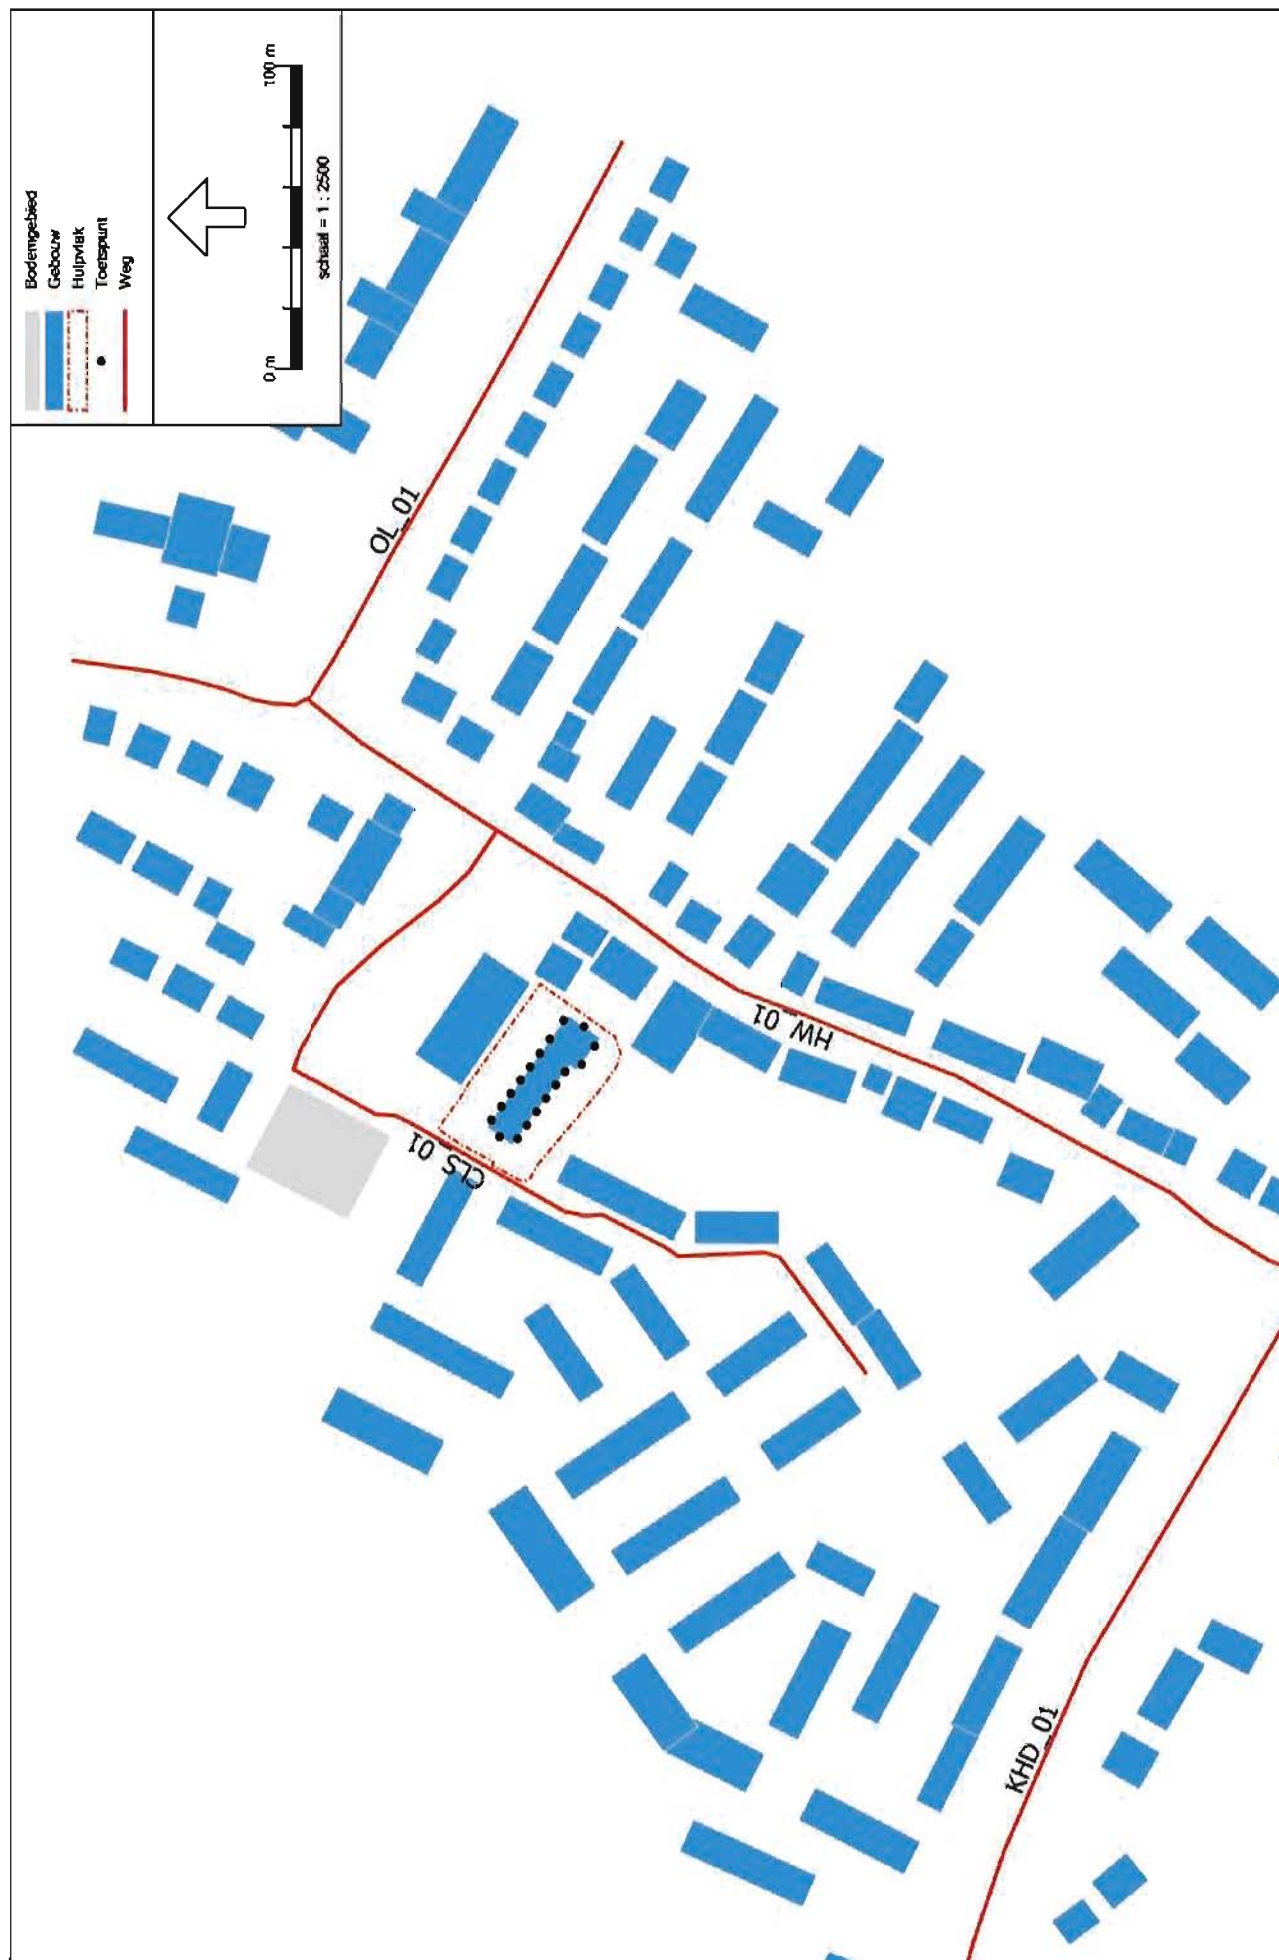 Bodemgebied
Gebouw
Hulpvlak
Toetspunt
Weg
0 m
100 m
schaal = 1 : 2500
OL_01
HW_01
CLS_01
KHD_01